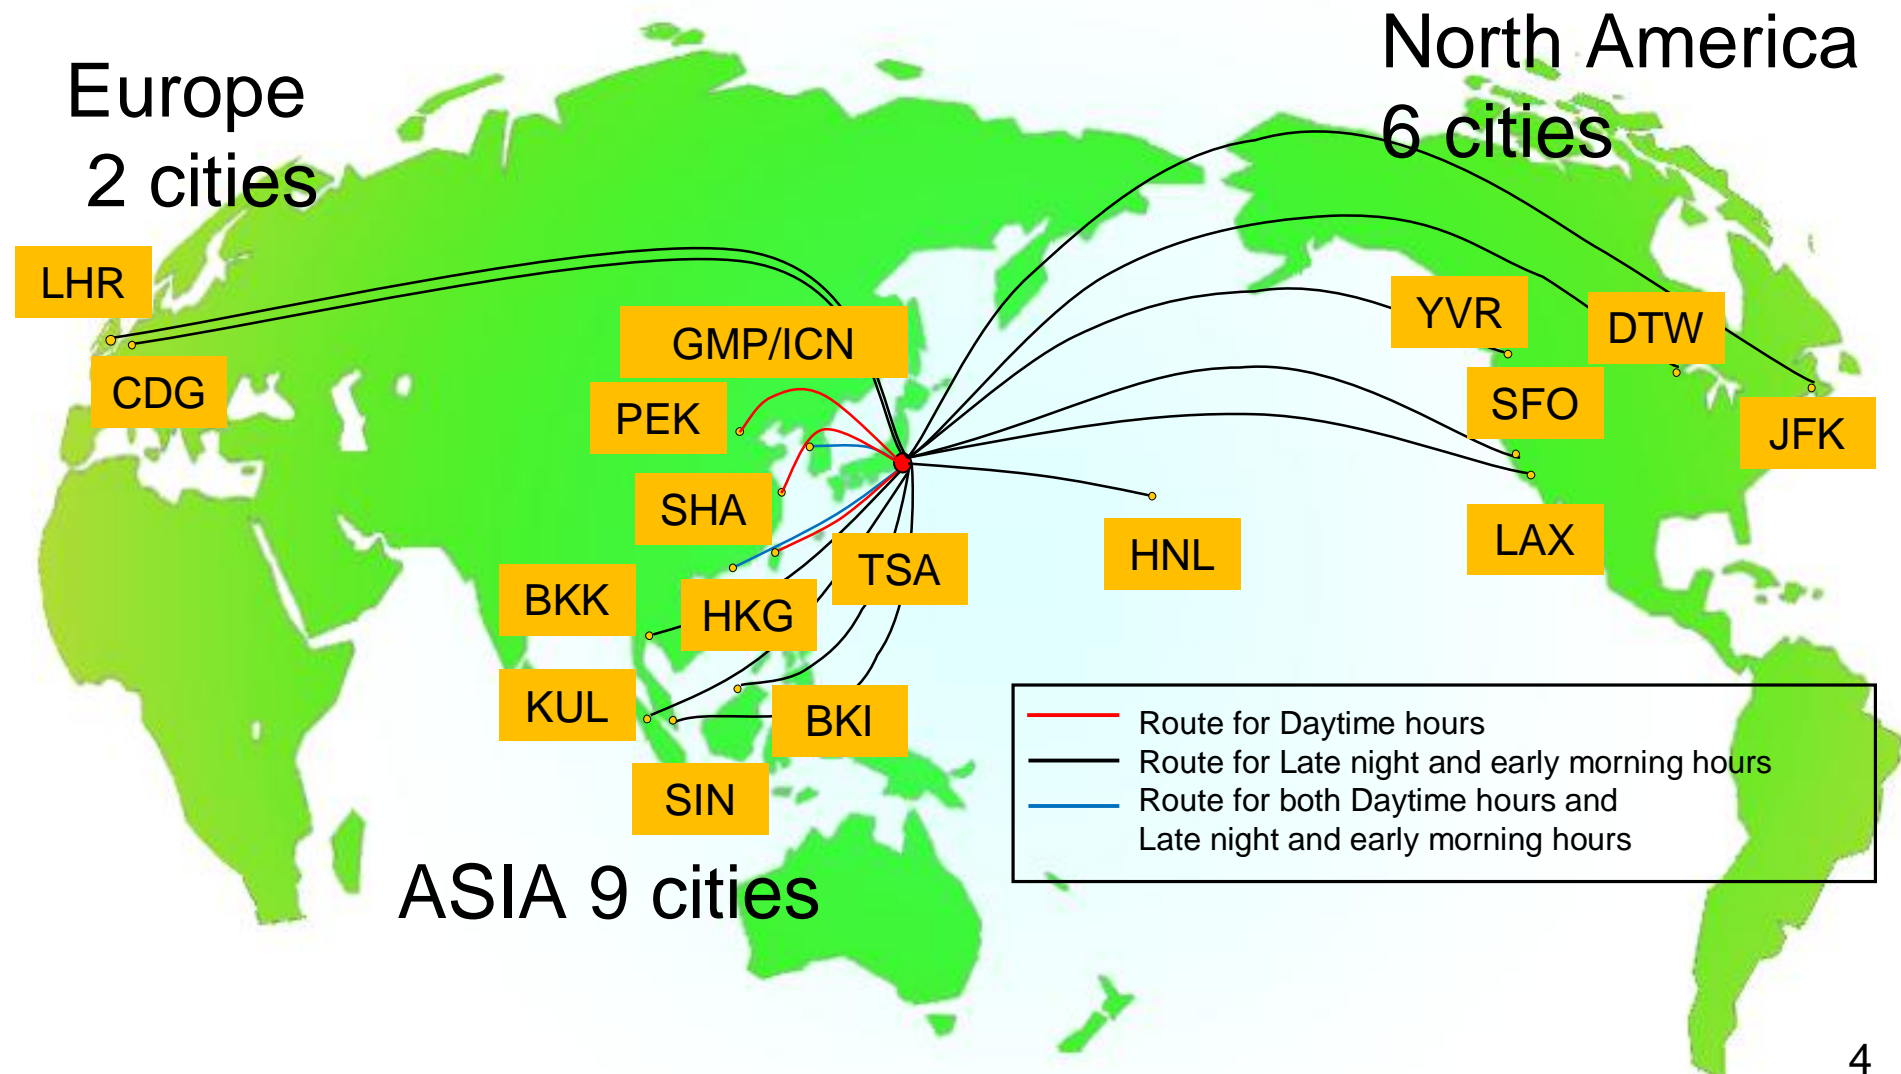 North America
6 cities
Europe
2 cities
LHR
CDG
GMP/ICN
PEK
SHA
TSA
BKK
HKG
KUL
BKI
SIN
HNL
YVR
DTW
SFO
JFK
LAX
Route for Daytime hours
Route for Late night and early morning hours
Route for both Daytime hours and
Late night and early morning hours
ASIA 9 cities
4